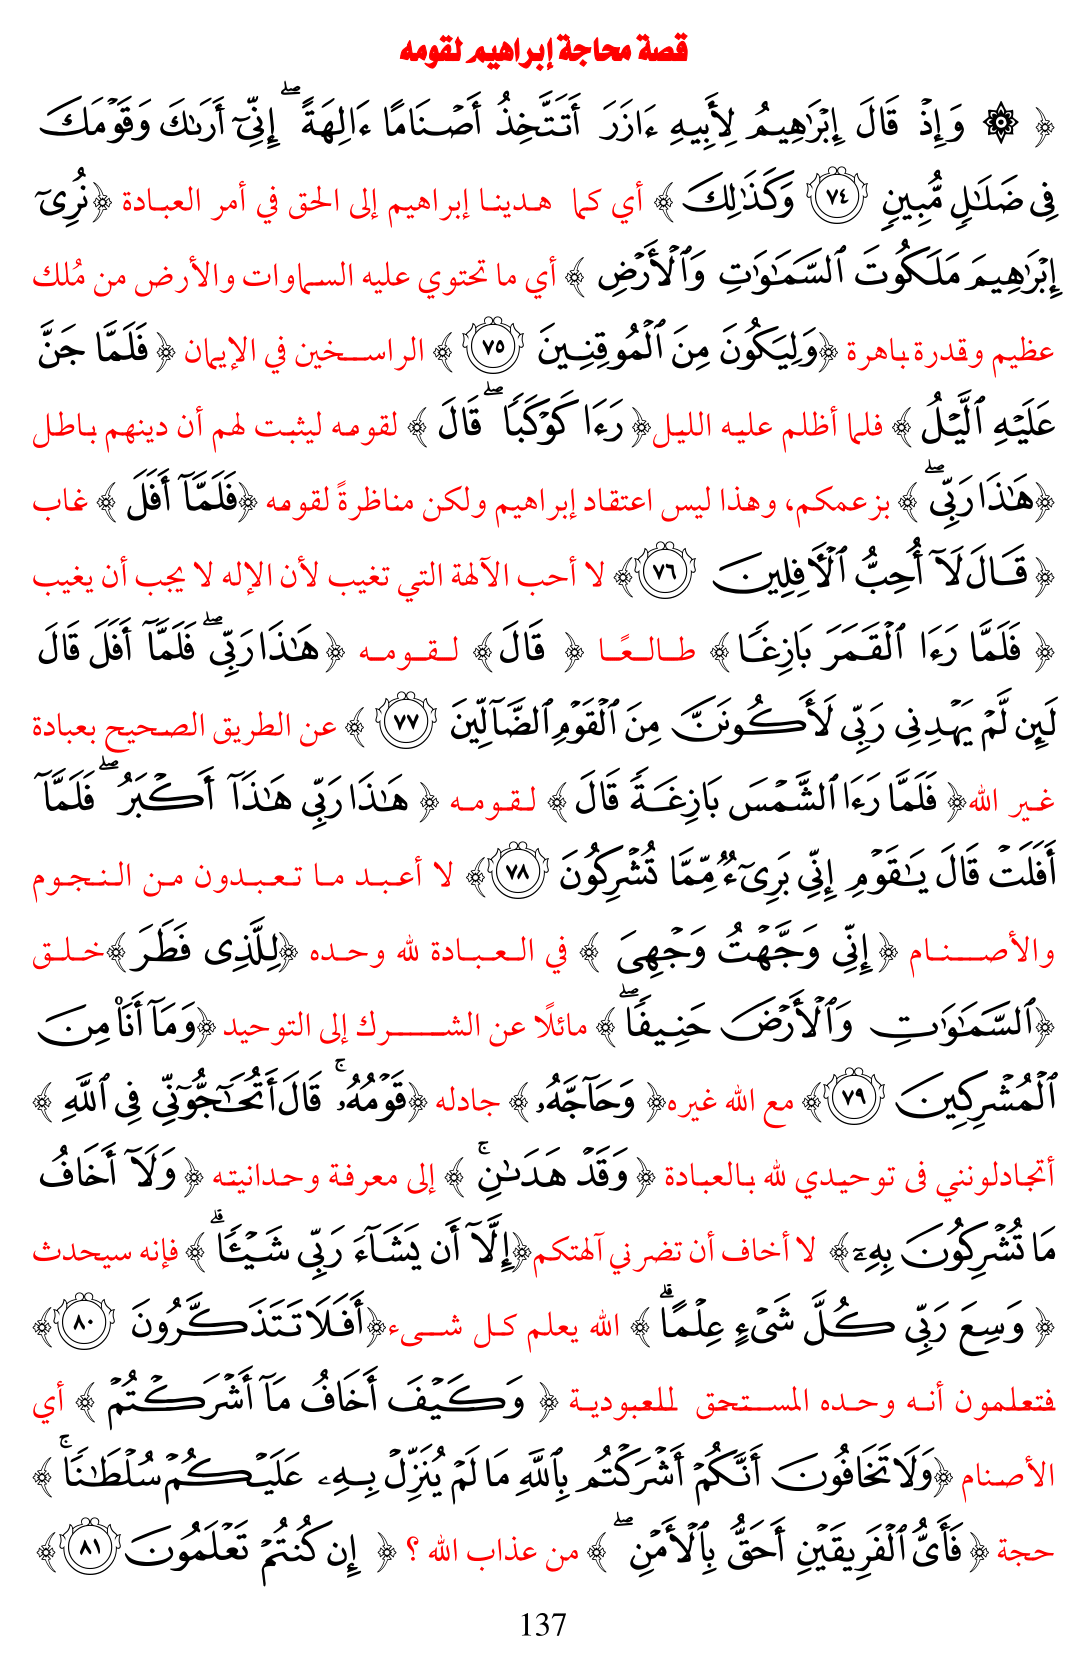 قصة محاجة إبراهيم لقومه
﴿ ۞ وَإِذْ قَالَ إِبْرَٰهِيمُ لِأَبِيهِ ءَازَرَ أَتَتَّخِذُ أَصْنَامًا ءَالِهَةً ۖ إِنِّىٓ أَرَىٰكَ وَقَوْمَكَ
فِى ضَلَٰلٍ مُّبِينٍ ٧٤ وَكَذَٰلِكَ ﴾ أي كما هدينا إبراهيم إلى الحق في أمر العبادة ﴿ نُرِىٓ
إِبْرَٰهِيمَ مَلَكُوتَ ٱلسَّمَٰوَٰتِ وَٱلْأَرْضِ ﴾ أي ما تحتوي عليه السماوات والأرض من مُلك
عظيم وقدرة باهرة ﴿ وَلِيَكُونَ مِنَ ٱلْمُوقِنِينَ ٧٥ ﴾ الراسخين في الإيمان ﴿ فَلَمَّا جَنَّ
عَلَيْهِ ٱلَّيْلُ ﴾ فلما أظلم عليه الليل ﴿ رَءَا كَوْكَبًا ۖ قَالَ ﴾ لقومه ليثبت لهم أن دينهم باطل
﴿ هَٰذَا رَبِّى ۖ ﴾ بزعمكم، وهذا ليس اعتقاد إبراهيم ولكن مناظرةً لقومه ﴿ فَلَمَّآ أَفَلَ ﴾ غاب
﴿ قَالَ لَآ أُحِبُّ ٱلْءَافِلِينَ ٧٦ ﴾ لا أحب الآلهة التي تغيب لأن الإله لا يجب أن يغيب
﴿ فَلَمَّا رَءَا ٱلْقَمَرَ بَازِغًا ﴾ طالعًا ﴿ قَالَ ﴾ لقومه ﴿ هَٰذَا رَبِّى ۖ فَلَمَّآ أَفَلَ قَالَ
لَئِن لَّمْ يَهْدِنِى رَبِّى لَأَكُونَنَّ مِنَ ٱلْقَوْمِ ٱلضَّآلِّينَ ٧٧ ﴾ عن الطريق الصحيح بعبادة
غير الله ﴿ فَلَمَّا رَءَا ٱلشَّمْسَ بَازِغَةً قَالَ ﴾ لقومه ﴿ هَٰذَا رَبِّى هَٰذَآ أَكْبَرُ ۖ فَلَمَّآ
أَفَلَتْ قَالَ يَٰقَوْمِ إِنِّى بَرِىٓءٌ مِّمَّا تُشْرِكُونَ ٧٨ ﴾ لا أعبد ما تعبدون من النجوم
والأصنام ﴿ إِنِّى وَجَّهْتُ وَجْهِىَ ﴾ في العبادة لله وحده ﴿ لِلَّذِى فَطَرَ ﴾ خلق
﴿ ٱلسَّمَٰوَٰتِ وَٱلْأَرْضَ حَنِيفًا ۖ ﴾ مائلًا عن الشرك إلى التوحيد ﴿ وَمَآ أَنَا۠ مِنَ
ٱلْمُشْرِكِينَ ٧٩ ﴾ مع الله غيره ﴿ وَحَآجَّهُۥ ﴾ جادله ﴿ قَوْمُهُۥ ۚ قَالَ أَتُحَٰٓجُّوٓنِّى فِى ٱللَّهِ ﴾
أتجادلونني فى توحيدي لله بالعبادة ﴿ وَقَدْ هَدَىٰنِ ۚ ﴾ إلى معرفة وحدانيته ﴿ وَلَآ أَخَافُ
مَا تُشْرِكُونَ بِهِۦٓ ﴾ لا أخاف أن تضرني آلهتكم ﴿ إِلَّآ أَن يَشَآءَ رَبِّى شَيْـًٔا ۗ ﴾ فإنه سيحدث
﴿ وَسِعَ رَبِّى كُلَّ شَىْءٍ عِلْمًا ۗ ﴾ الله يعلم كل شىء ﴿ أَفَلَا تَتَذَكَّرُونَ ٨٠ ﴾
فتعلمون أنه وحده المستحق للعبودية ﴿ وَكَيْفَ أَخَافُ مَآ أَشْرَكْتُمْ ﴾ أي
الأصنام ﴿ وَلَا تَخَافُونَ أَنَّكُمْ أَشْرَكْتُم بِٱللَّهِ مَا لَمْ يُنَزِّلْ بِهِۦ عَلَيْكُمْ سُلْطَٰنًا ۚ ﴾
حجة ﴿ فَأَىُّ ٱلْفَرِيقَيْنِ أَحَقُّ بِٱلْأَمْنِ ۖ ﴾ من عذاب الله ؟ ﴿ إِن كُنتُمْ تَعْلَمُونَ ٨١ ﴾
137